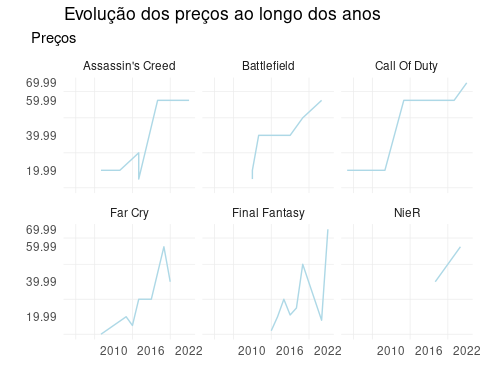 Evolução dos preços ao longo dos anos
Preços
Assassin's Creed Battlefield Call Of Duty
69.99
59.99
39.99
19.99
Far Cry Final Fantasy NieR
69.99
59.99
39.99
19.99
2010 2016 2022 2010 2016 2022 2010 2016 2022